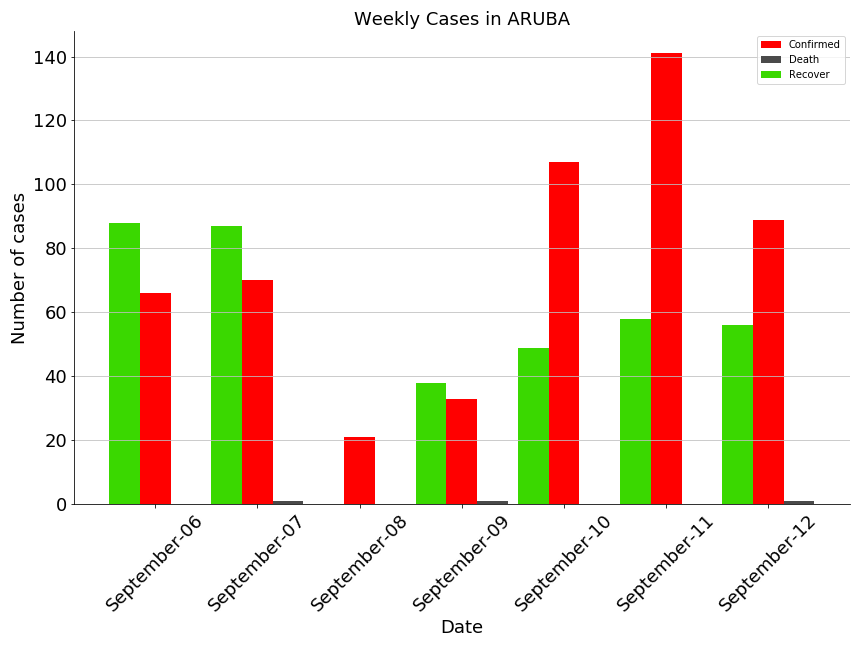 Weekly Cases in ARUBA
Confirmed
Death
Recover
Number of cases
140
120
100
80
60
40
20
0
September-06
September-07
September-08
September-09
September-10
September-11
September-12
Date